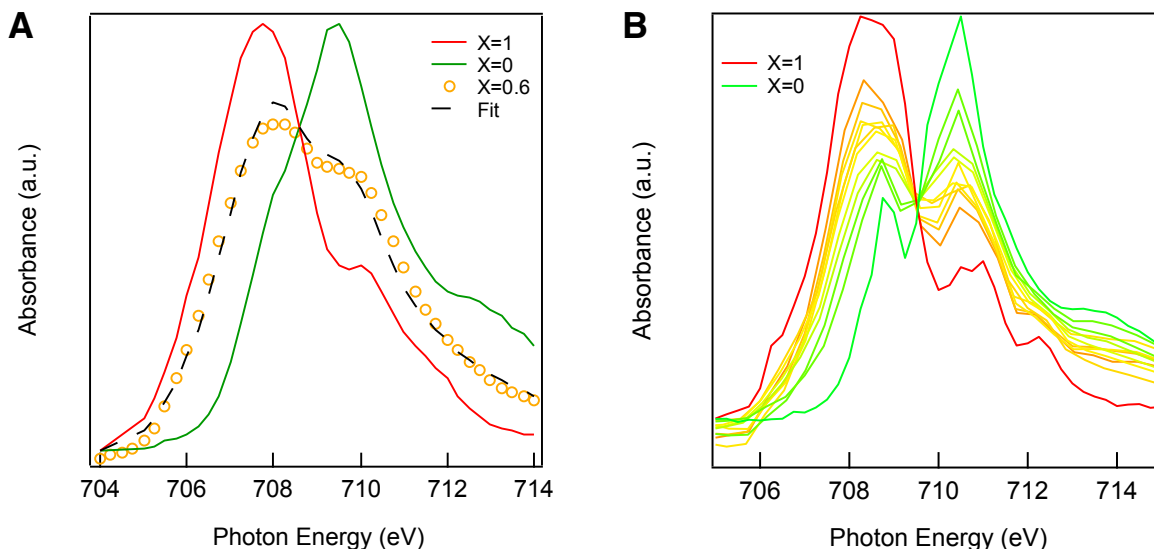 A
X=1
X=0
X=0.6
Fit
Absorbance (a.u.)
704 706 708 710 712 714
Photon Energy (eV)
B
X=1
X=0
Absorbance (a.u.)
706 708 710 712 714
Photon Energy (eV)